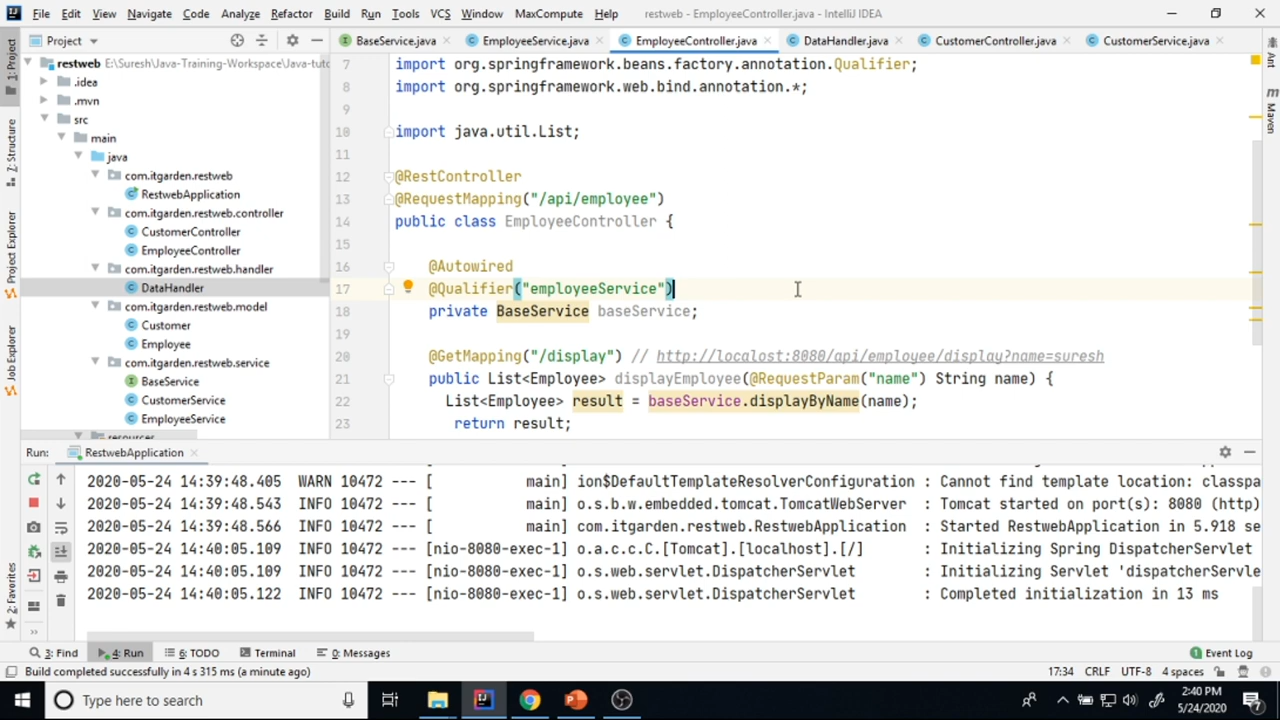 File Edit View Navigate Code Analyze Refactor Build Run Tools VCS Window MaxCompute Help restweb - EmployeeController.java - IntelliJ IDEA
Project
BaseService.java EmployeeService.java EmployeeController.java DataHandler.java CustomerController.java CustomerService.java
1: Project
Z: Structure
Project Explorer
Job Explorer
2: Favorites
Ant
Maven
restweb E:\Suresh\Java-Training-Workspace\Java-tuto
.idea
.mvn
src
main
java
com.itgarden.restweb
RestwebApplication
com.itgarden.restweb.controller
CustomerController
EmployeeController
com.itgarden.restweb.handler
DataHandler
com.itgarden.restweb.model
Customer
Employee
com.itgarden.restweb.service
BaseService
CustomerService
EmployeeService
resources
7 import org.springframework.beans.factory.annotation.Qualifier;
8 import org.springframework.web.bind.annotation.*;
9
10 import java.util.List;
11
12 @RestController
13 @RequestMapping("/api/employee")
14 public class EmployeeController {
15
16 @Autowired
17 @Qualifier("employeeService")
18 private BaseService baseService;
19
20 @GetMapping("/display") // http://localost:8080/api/employee/display?name=suresh
21 public List<Employee> displayEmployee(@RequestParam("name") String name) {
22 List<Employee> result = baseService.displayByName(name);
23 return result;
Run: RestwebApplication
2020-05-24 14:39:48.405 WARN 10472 --- [ main] ion$DefaultTemplateResolverConfiguration : Cannot find template location: classpa
2020-05-24 14:39:48.543 INFO 10472 --- [ main] o.s.b.w.embedded.tomcat.TomcatWebServer : Tomcat started on port(s): 8080 (http)
2020-05-24 14:39:48.566 INFO 10472 --- [ main] com.itgarden.restweb.RestwebApplication : Started RestwebApplication in 5.918 se
2020-05-24 14:40:05.109 INFO 10472 --- [nio-8080-exec-1] o.a.c.c.C.[Tomcat].[localhost].[/] : Initializing Spring DispatcherServlet
2020-05-24 14:40:05.109 INFO 10472 --- [nio-8080-exec-1] o.s.web.servlet.DispatcherServlet : Initializing Servlet 'dispatcherServle
2020-05-24 14:40:05.122 INFO 10472 --- [nio-8080-exec-1] o.s.web.servlet.DispatcherServlet : Completed initialization in 13 ms
3: Find 4: Run 6: TODO Terminal 0: Messages 1 Event Log
Build completed successfully in 4 s 315 ms (a minute ago) 17:34 CRLF UTF-8 4 spaces
Type here to search
2:40 PM
5/24/2020
7